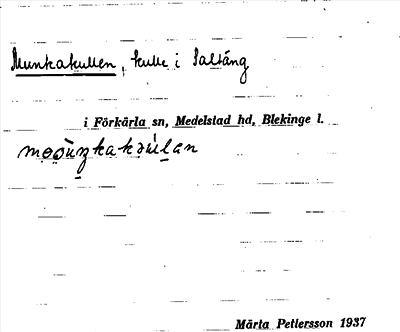 Munkakullen, kulle i Saltäng
i Förkärla sn, Medelstad hd, Blekinge l.
Märta Petersson 1937